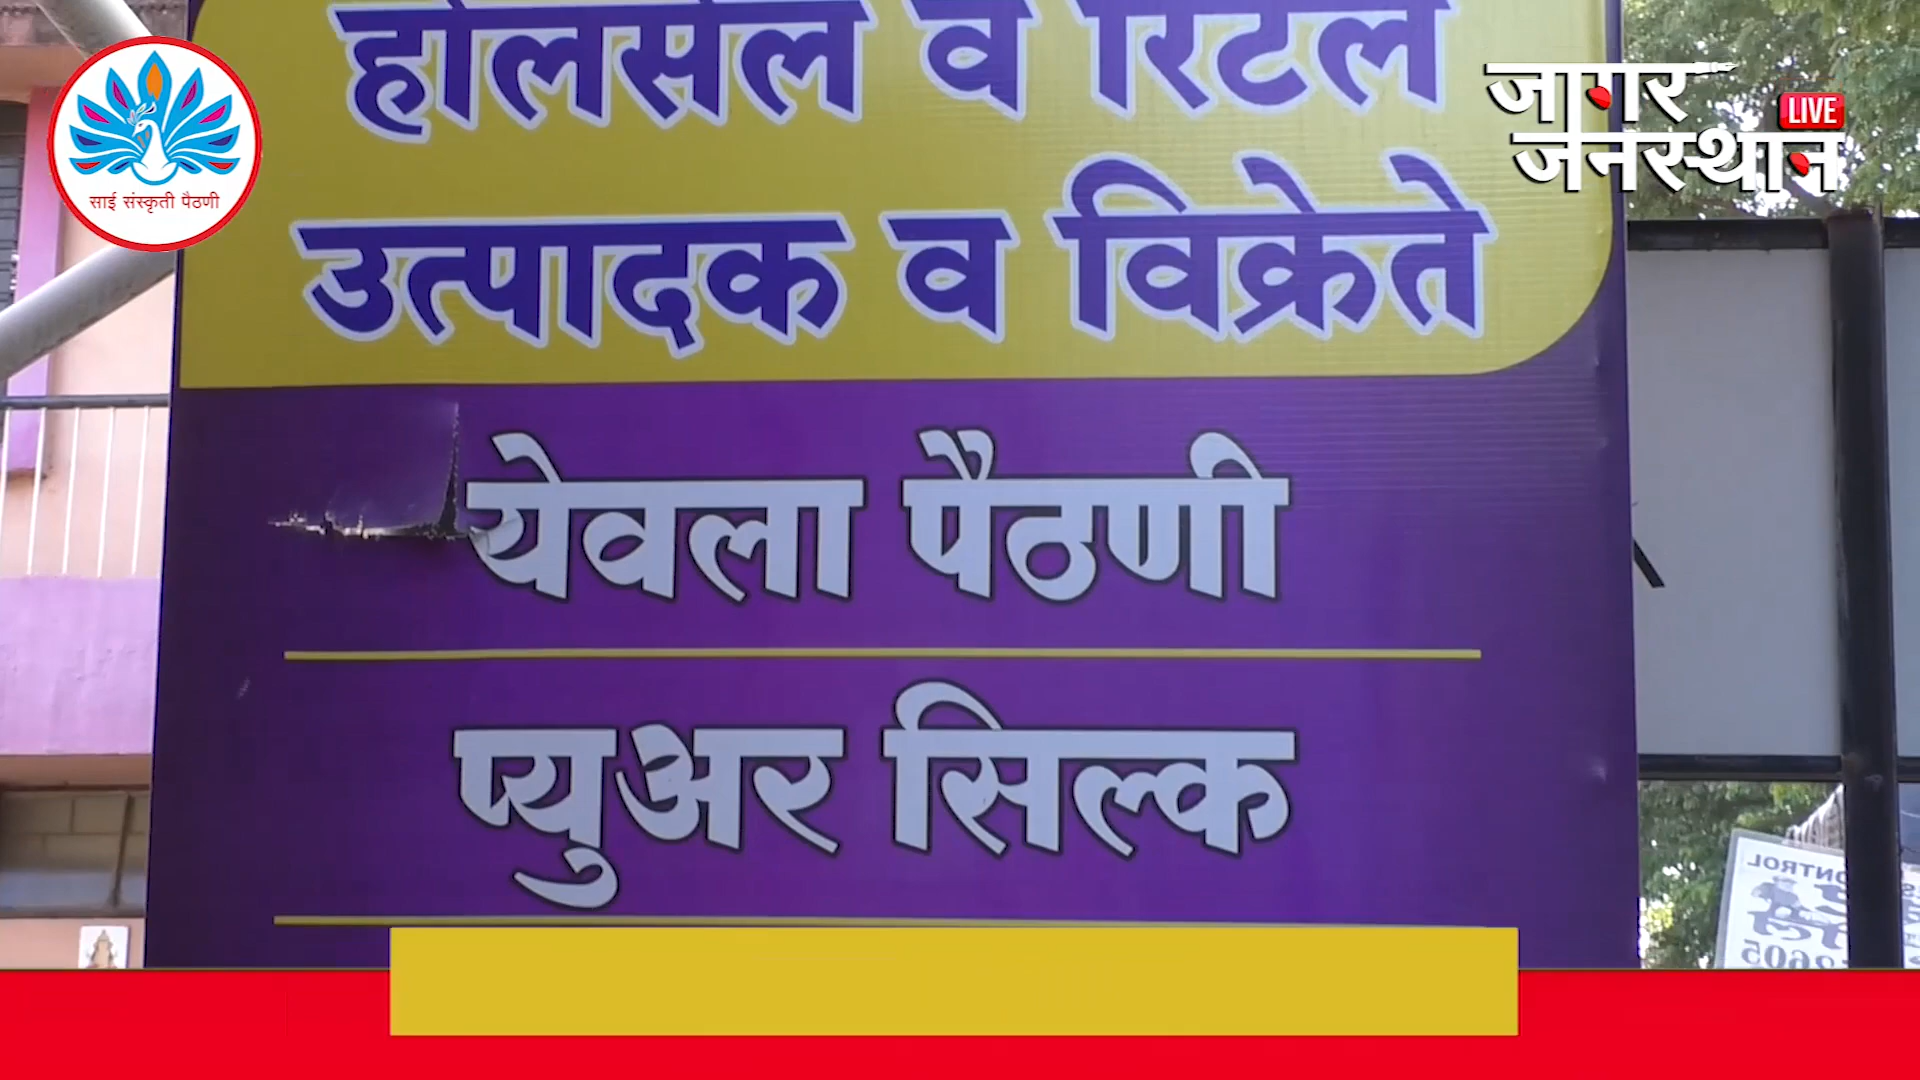 होलसेल व रिटेल
उत्पादक व विक्रेते
येवला पैठणी
प्युअर सिल्क
साई संस्कृती पैठणी
जागर
जनस्थान
LIVE